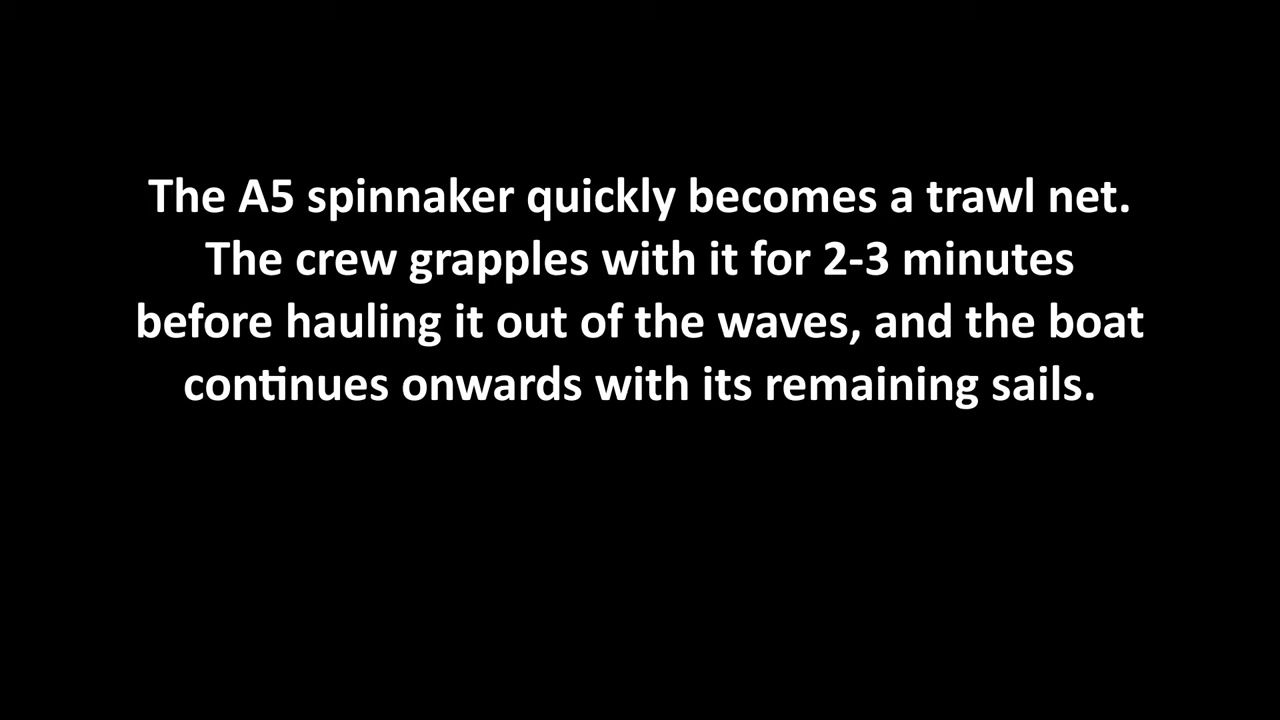 The A5 spinnaker quickly becomes a trawl net.
The crew grapples with it for 2-3 minutes
before hauling it out of the waves, and the boat
continues onwards with its remaining sails.